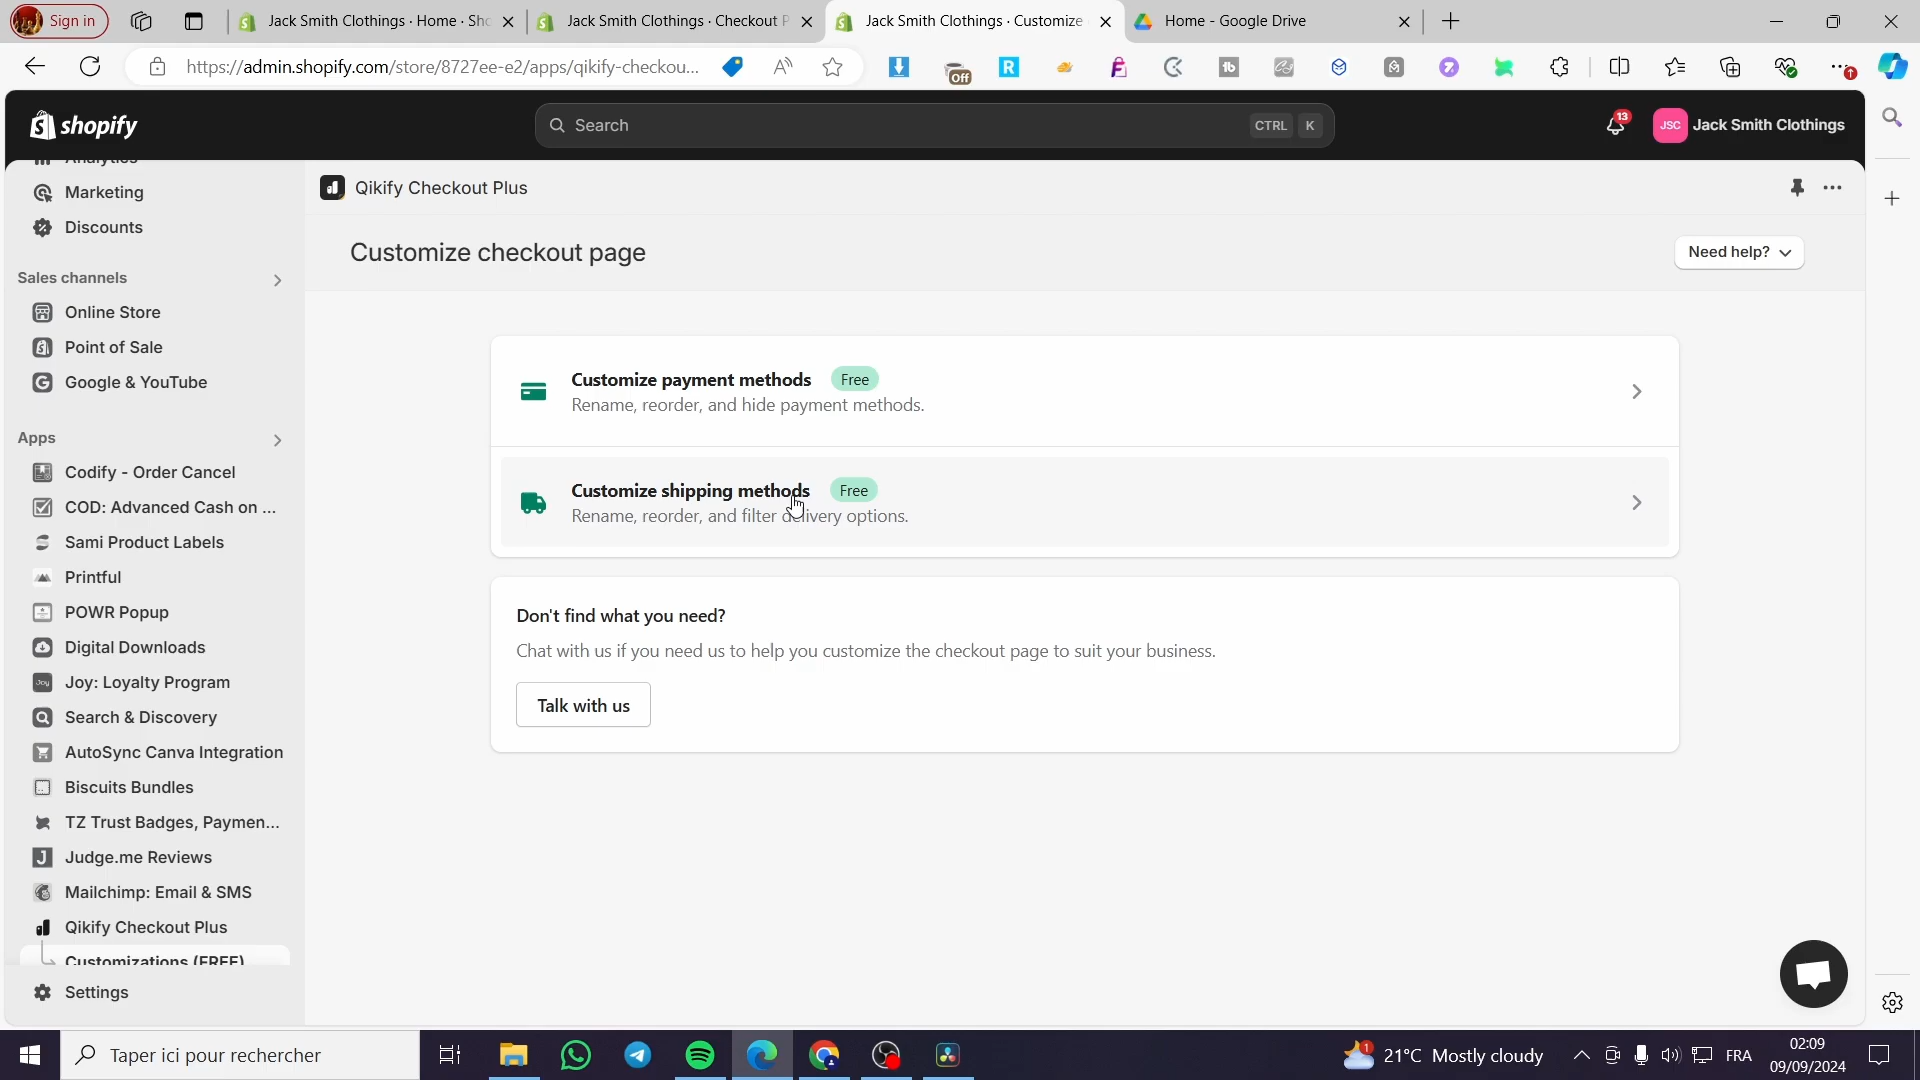 Sign in
Jack Smith Clothings · Home · Sho
Jack Smith Clothings · Checkout P
Jack Smith Clothings · Customize
Home - Google Drive
https://admin.shopify.com/store/8727ee-e2/apps/qikify-checkou...
Off
shopify
Search
CTRL K
13
JSC
Jack Smith Clothings
Analytics
Marketing
Discounts
Sales channels
Online Store
Point of Sale
Google & YouTube
Apps
Codify - Order Cancel
COD: Advanced Cash on ...
Sami Product Labels
Printful
POWR Popup
Digital Downloads
Joy: Loyalty Program
Search & Discovery
AutoSync Canva Integration
Biscuits Bundles
TZ Trust Badges, Paymen...
Judge.me Reviews
Mailchimp: Email & SMS
Qikify Checkout Plus
Customizations (FREE)
Settings
Qikify Checkout Plus
Customize checkout page
Need help?
Customize payment methods
Free
Rename, reorder, and hide payment methods.
Customize shipping methods
Free
Rename, reorder, and filter delivery options.
Don't find what you need?
Chat with us if you need us to help you customize the checkout page to suit your business.
Talk with us
Taper ici pour rechercher
1
21°C Mostly cloudy
FRA
02:09
09/09/2024